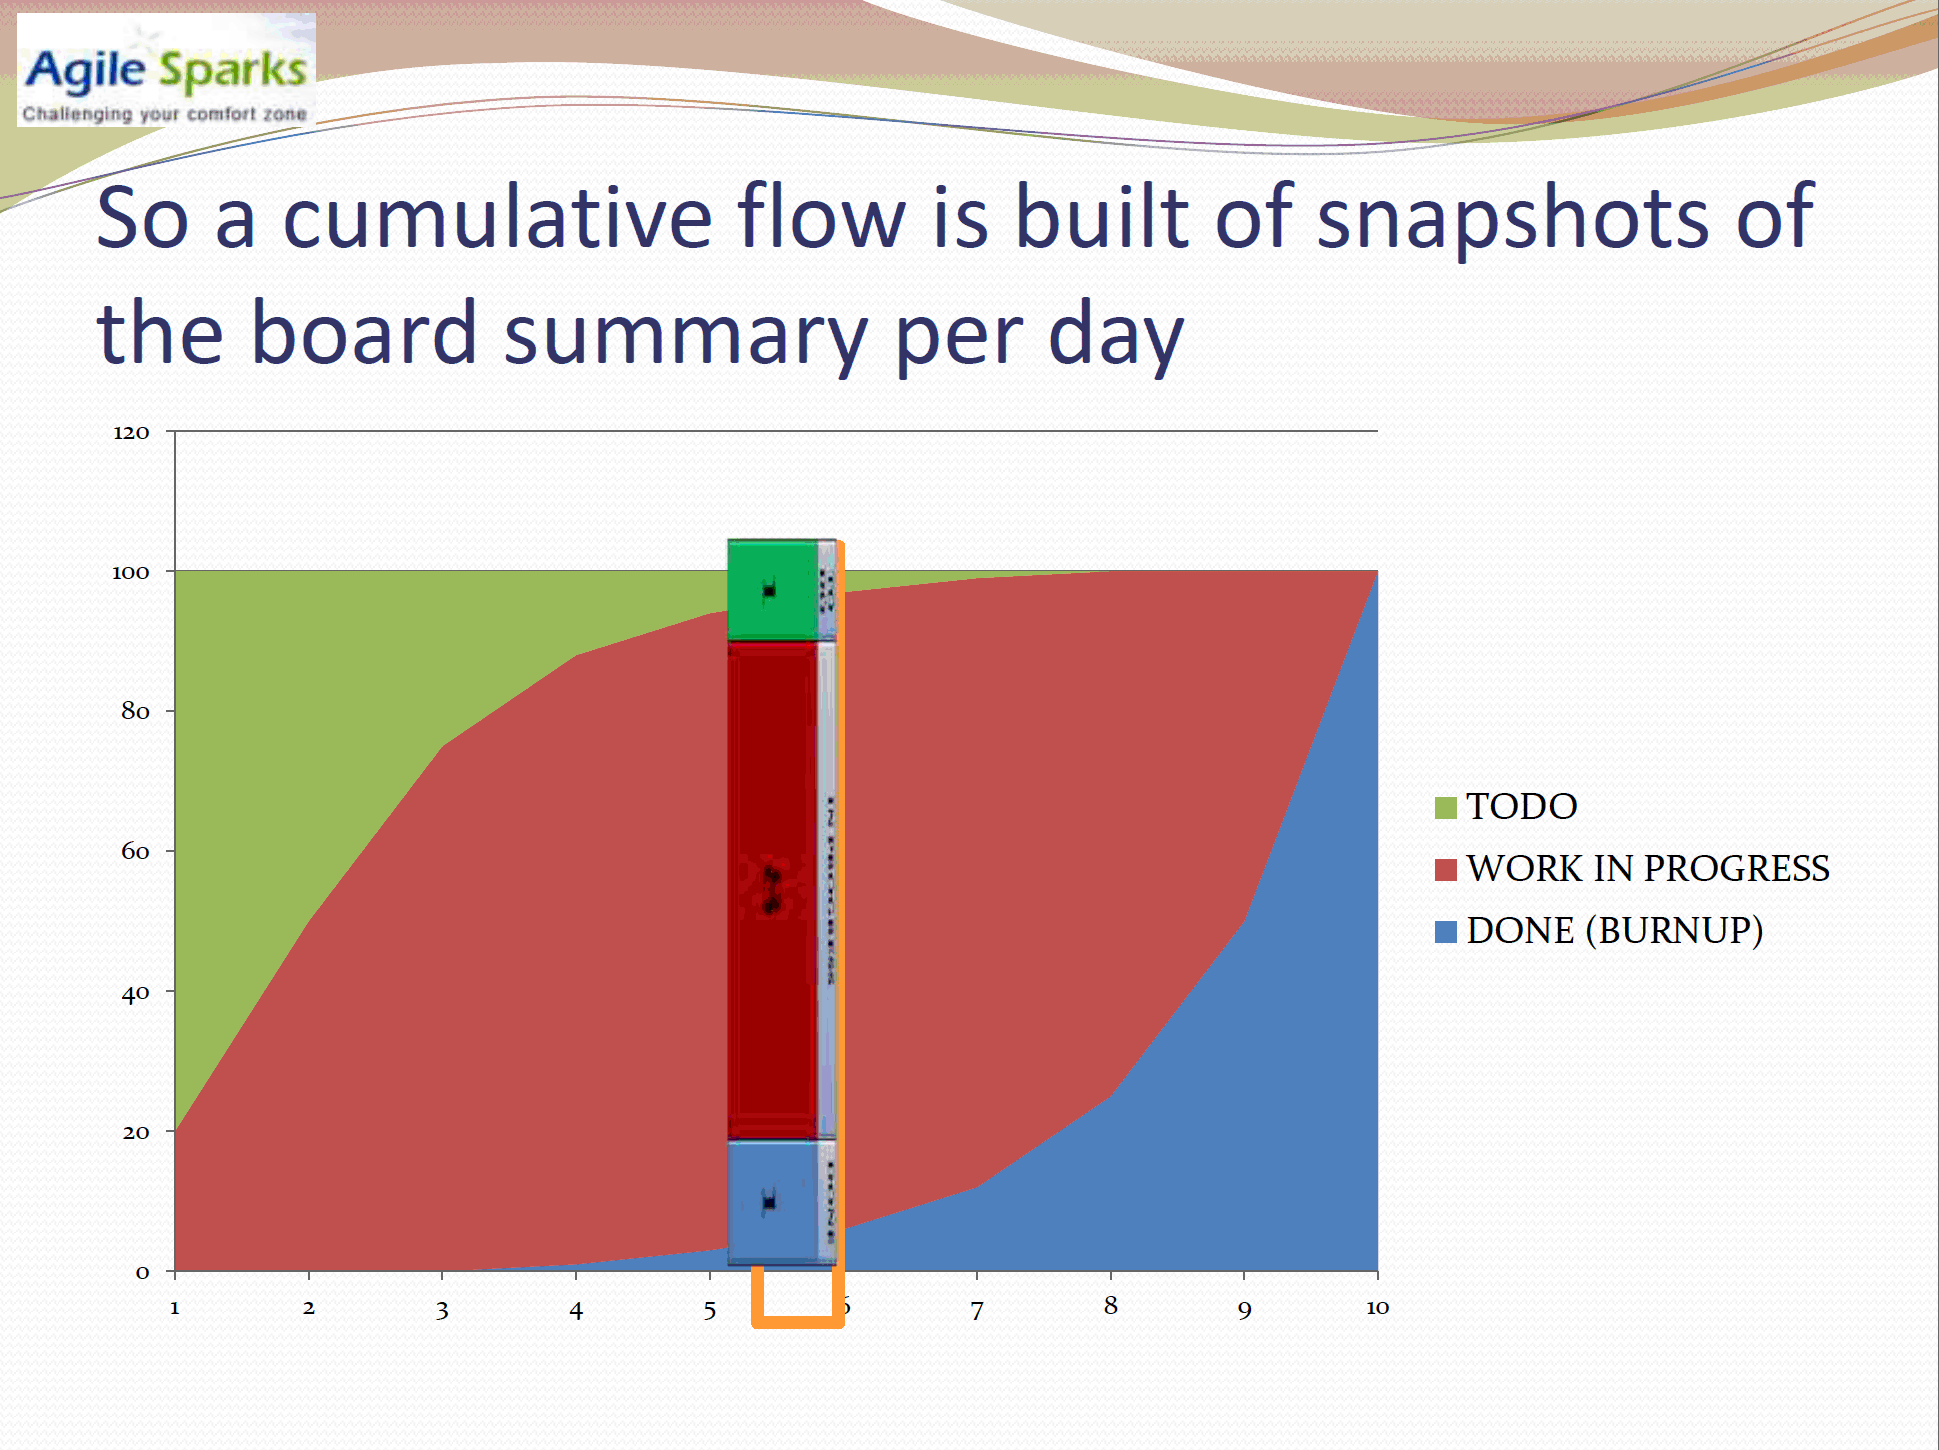 Agile Sparks
Challenging your comfort zone
So a cumulative flow is built of snapshots of
the board summary per day
120
100
80
60
40
20
0
1 2 3 4 5 6 7 8 9 10
TODO
WORK IN PROGRESS
DONE (BURNUP)